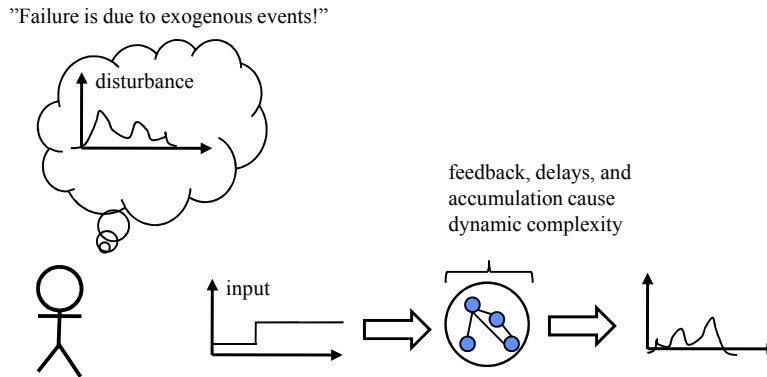 ”Failure is due to exogenous events!”
disturbance
feedback, delays, and
accumulation cause
dynamic complexity
input